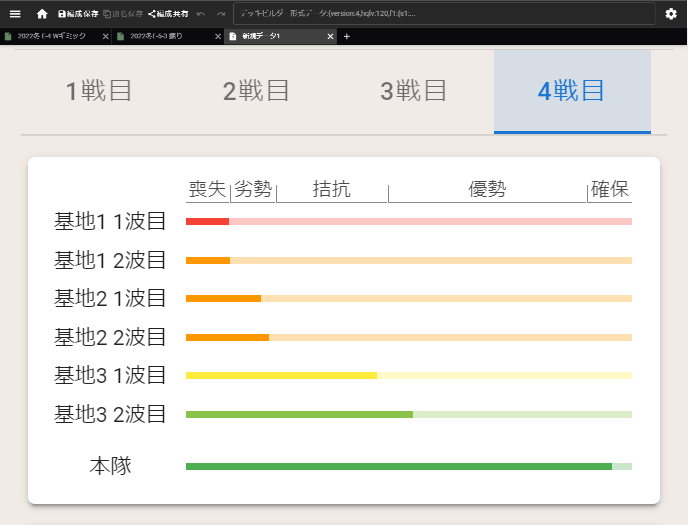 編成保存 別名保存 編成共有 デッキビルダー形式データ:{version:4,hqlv:120,f1:{s1:...
2022冬 E-4 Wギミック 2022冬E-5-3 振り 新規データ1
1戦目 2戦目 3戦目 4戦目
喪失 劣勢 拮抗 優勢 確保
基地1 1波目
基地1 2波目
基地2 1波目
基地2 2波目
基地3 1波目
基地3 2波目
本隊